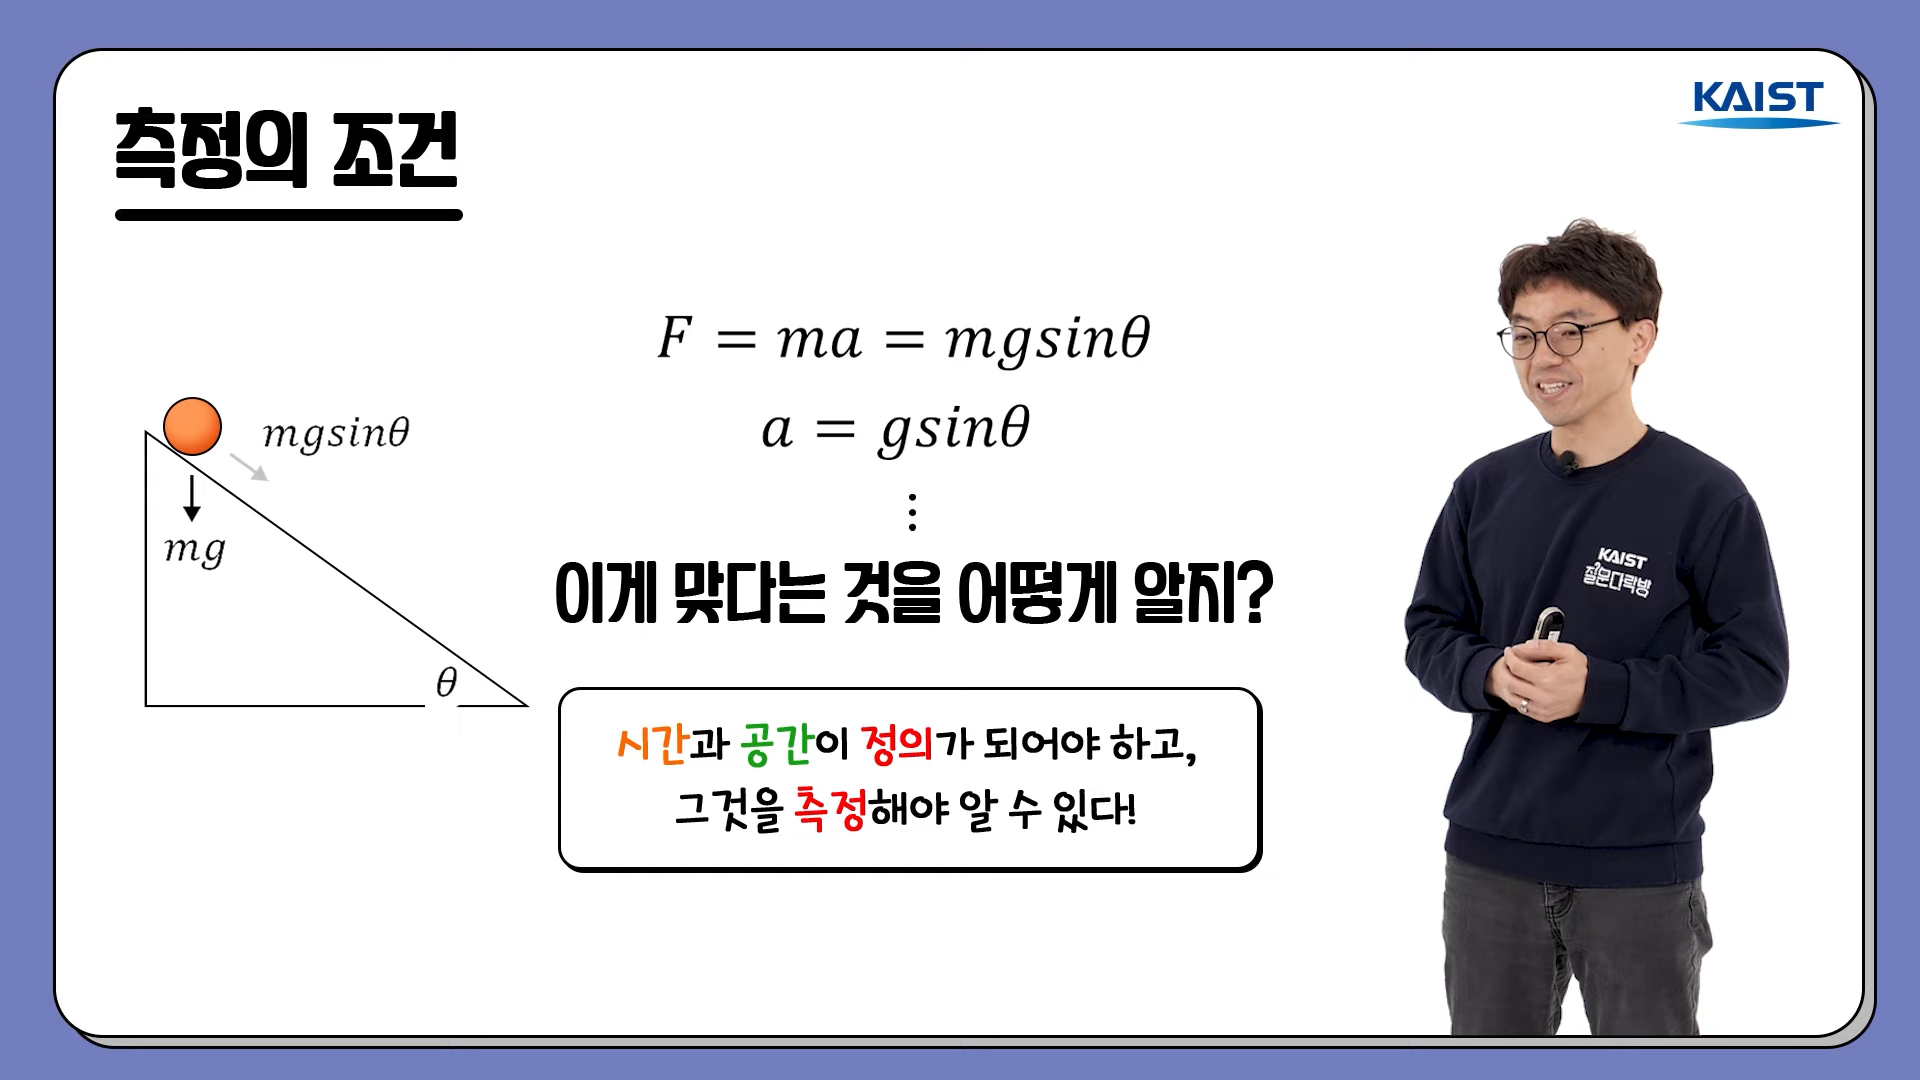 측정의 조건
KAIST
F = ma = mgsinθ
a = gsinθ
⋮
mgsinθ
mg
θ
이게 맞다는 것을 어떻게 알지?
시간과 공간이 정의가 되어야 하고,
그것을 측정해야 알 수 있다!
KAIST
질문다락방